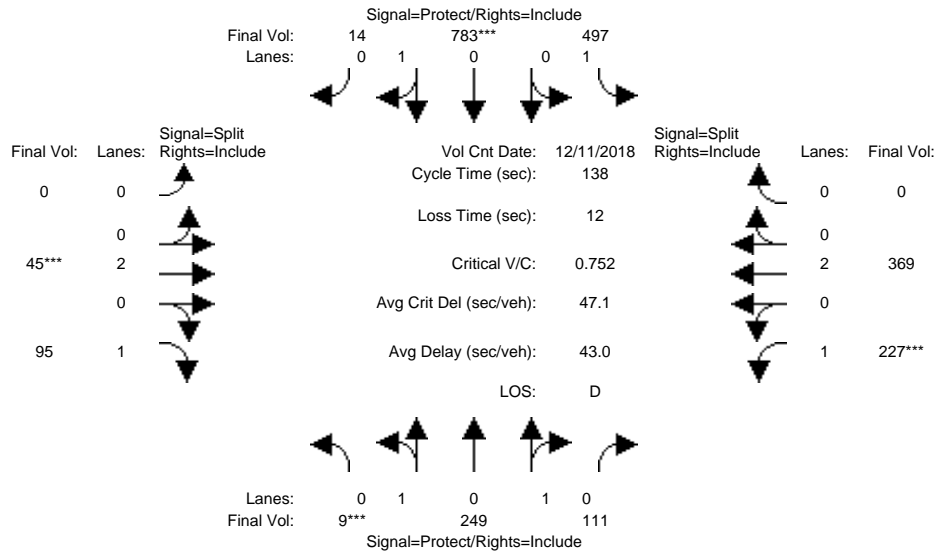 Signal=Protect/Rights=Include
Final Vol: 14 783*** 497
Lanes: 0 1 0 0 1
Signal=Split
Final Vol: Lanes: Rights=Include
Vol Cnt Date: 12/11/2018
Signal=Split
Rights=Include Lanes: Final Vol:
Cycle Time (sec): 138
0 0
0 0
Loss Time (sec): 12
0
0
45*** 2
Critical V/C: 0.752
2 369
0
Avg Crit Del (sec/veh): 47.1
0
95 1
Avg Delay (sec/veh): 43.0
1 227***
LOS: D
Lanes: 0 1 0 1 0
Final Vol: 9*** 249 111
Signal=Protect/Rights=Include